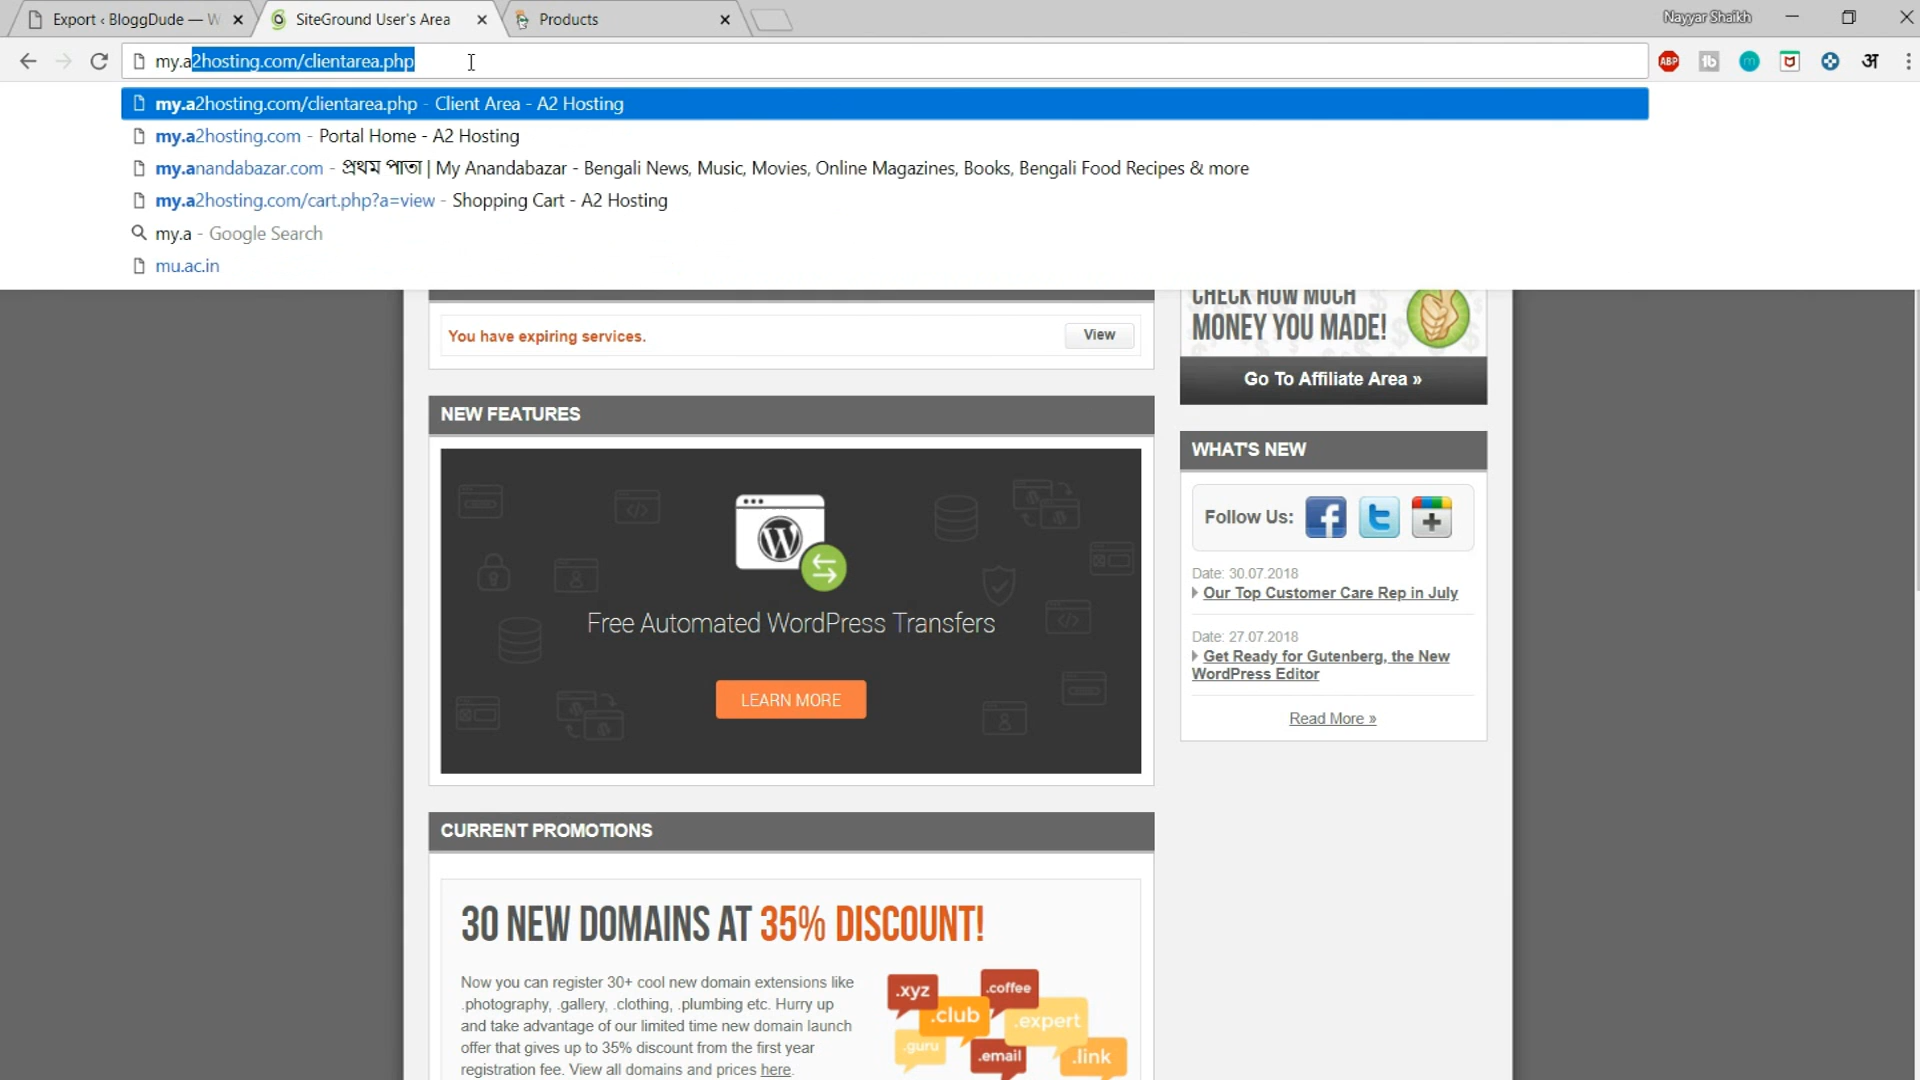 Export ‹ BloggDude — W
SiteGround User's Area
Products
Nayyar Shaikh
my.a2hosting.com/clientarea.php
ABP
tb
m
अ
my.a2hosting.com/clientarea.php - Client Area - A2 Hosting
my.a2hosting.com - Portal Home - A2 Hosting
my.anandabazar.com - প্রথম পাতা | My Anandabazar - Bengali News, Music, Movies, Online Magazines, Books, Bengali Food Recipes & more
my.a2hosting.com/cart.php?a=view - Shopping Cart - A2 Hosting
my.a - Google Search
mu.ac.in
You have expiring services.
View
CHECK HOW MUCH
MONEY YOU MADE!
Go To Affiliate Area »
NEW FEATURES
Free Automated WordPress Transfers
LEARN MORE
WHAT'S NEW
Follow Us:
Date: 30.07.2018
Our Top Customer Care Rep in July
Date: 27.07.2018
Get Ready for Gutenberg, the New
WordPress Editor
Read More »
CURRENT PROMOTIONS
30 NEW DOMAINS AT 35% DISCOUNT!
Now you can register 30+ cool new domain extensions like
.photography, .gallery, .clothing, .plumbing etc. Hurry up
and take advantage of our limited time new domain launch
offer that gives up to 35% discount from the first year
registration fee. View all domains and prices here.
.xyz
.coffee
.club
.expert
.guru
.email
.link